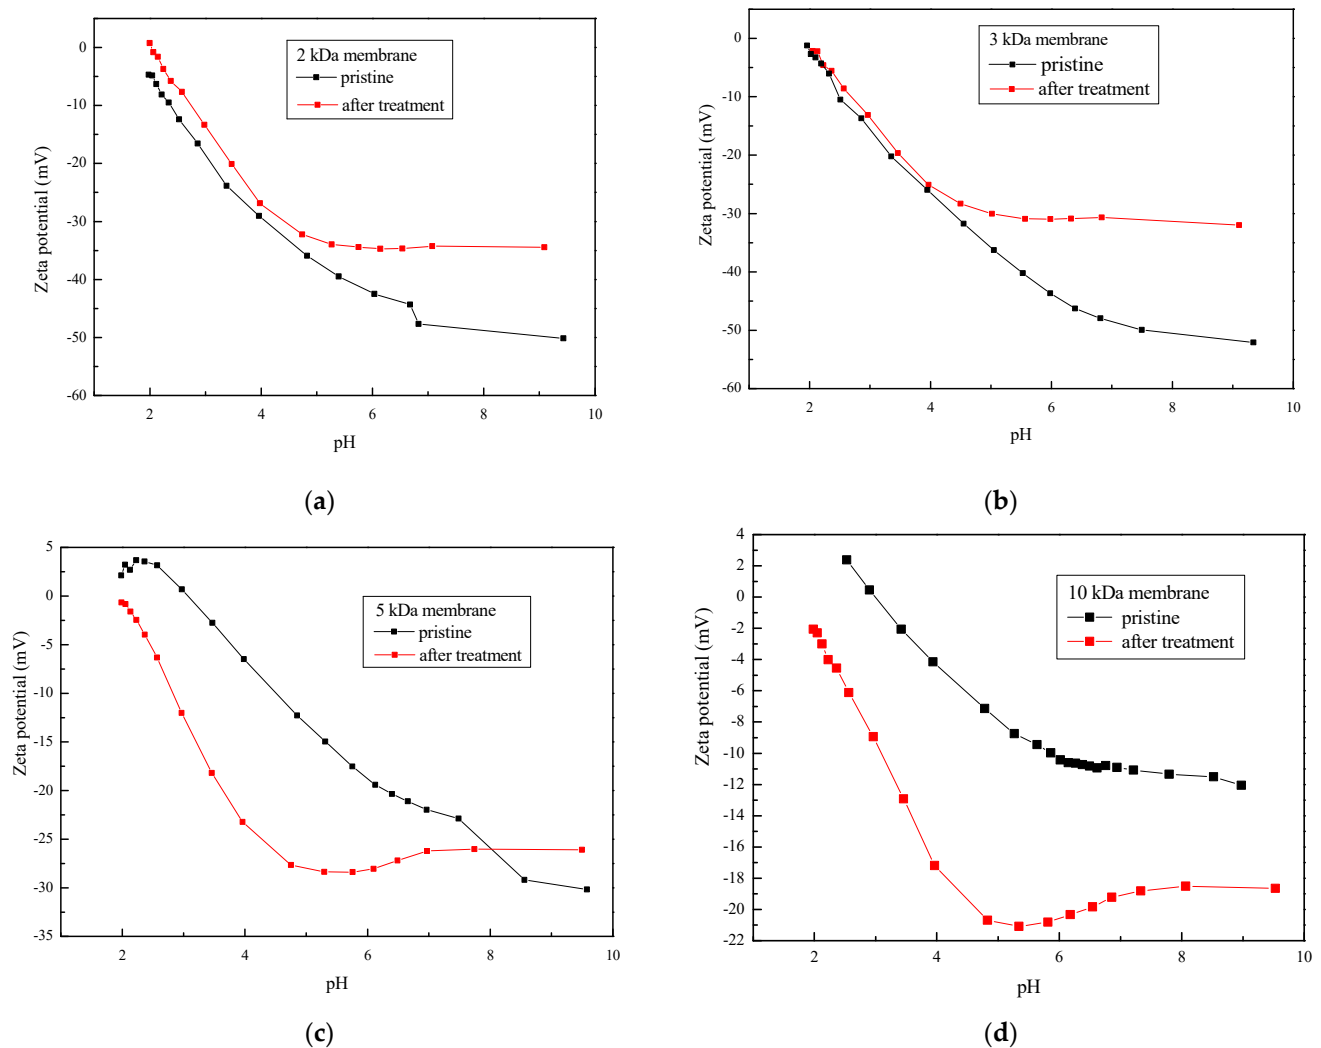 0
-10
-20
-30
-40
-50
-60
Zeta potential (mV)
2 kDa membrane
pristine
after treatment
2 4 6 8 10
pH
(a)
0
-10
-20
-30
-40
-50
-60
Zeta potential (mV)
3 kDa membrane
pristine
after treatment
2 4 6 8 10
pH
(b)
5
0
-5
-10
-15
-20
-25
-30
-35
Zeta potential (mV)
5 kDa membrane
pristine
after treatment
2 4 6 8 10
pH
(c)
4
2
0
-2
-4
-6
-8
-10
-12
-14
-16
-18
-20
-22
Zeta potential (mV)
10 kDa membrane
pristine
after treatment
2 4 6 8 10
pH
(d)